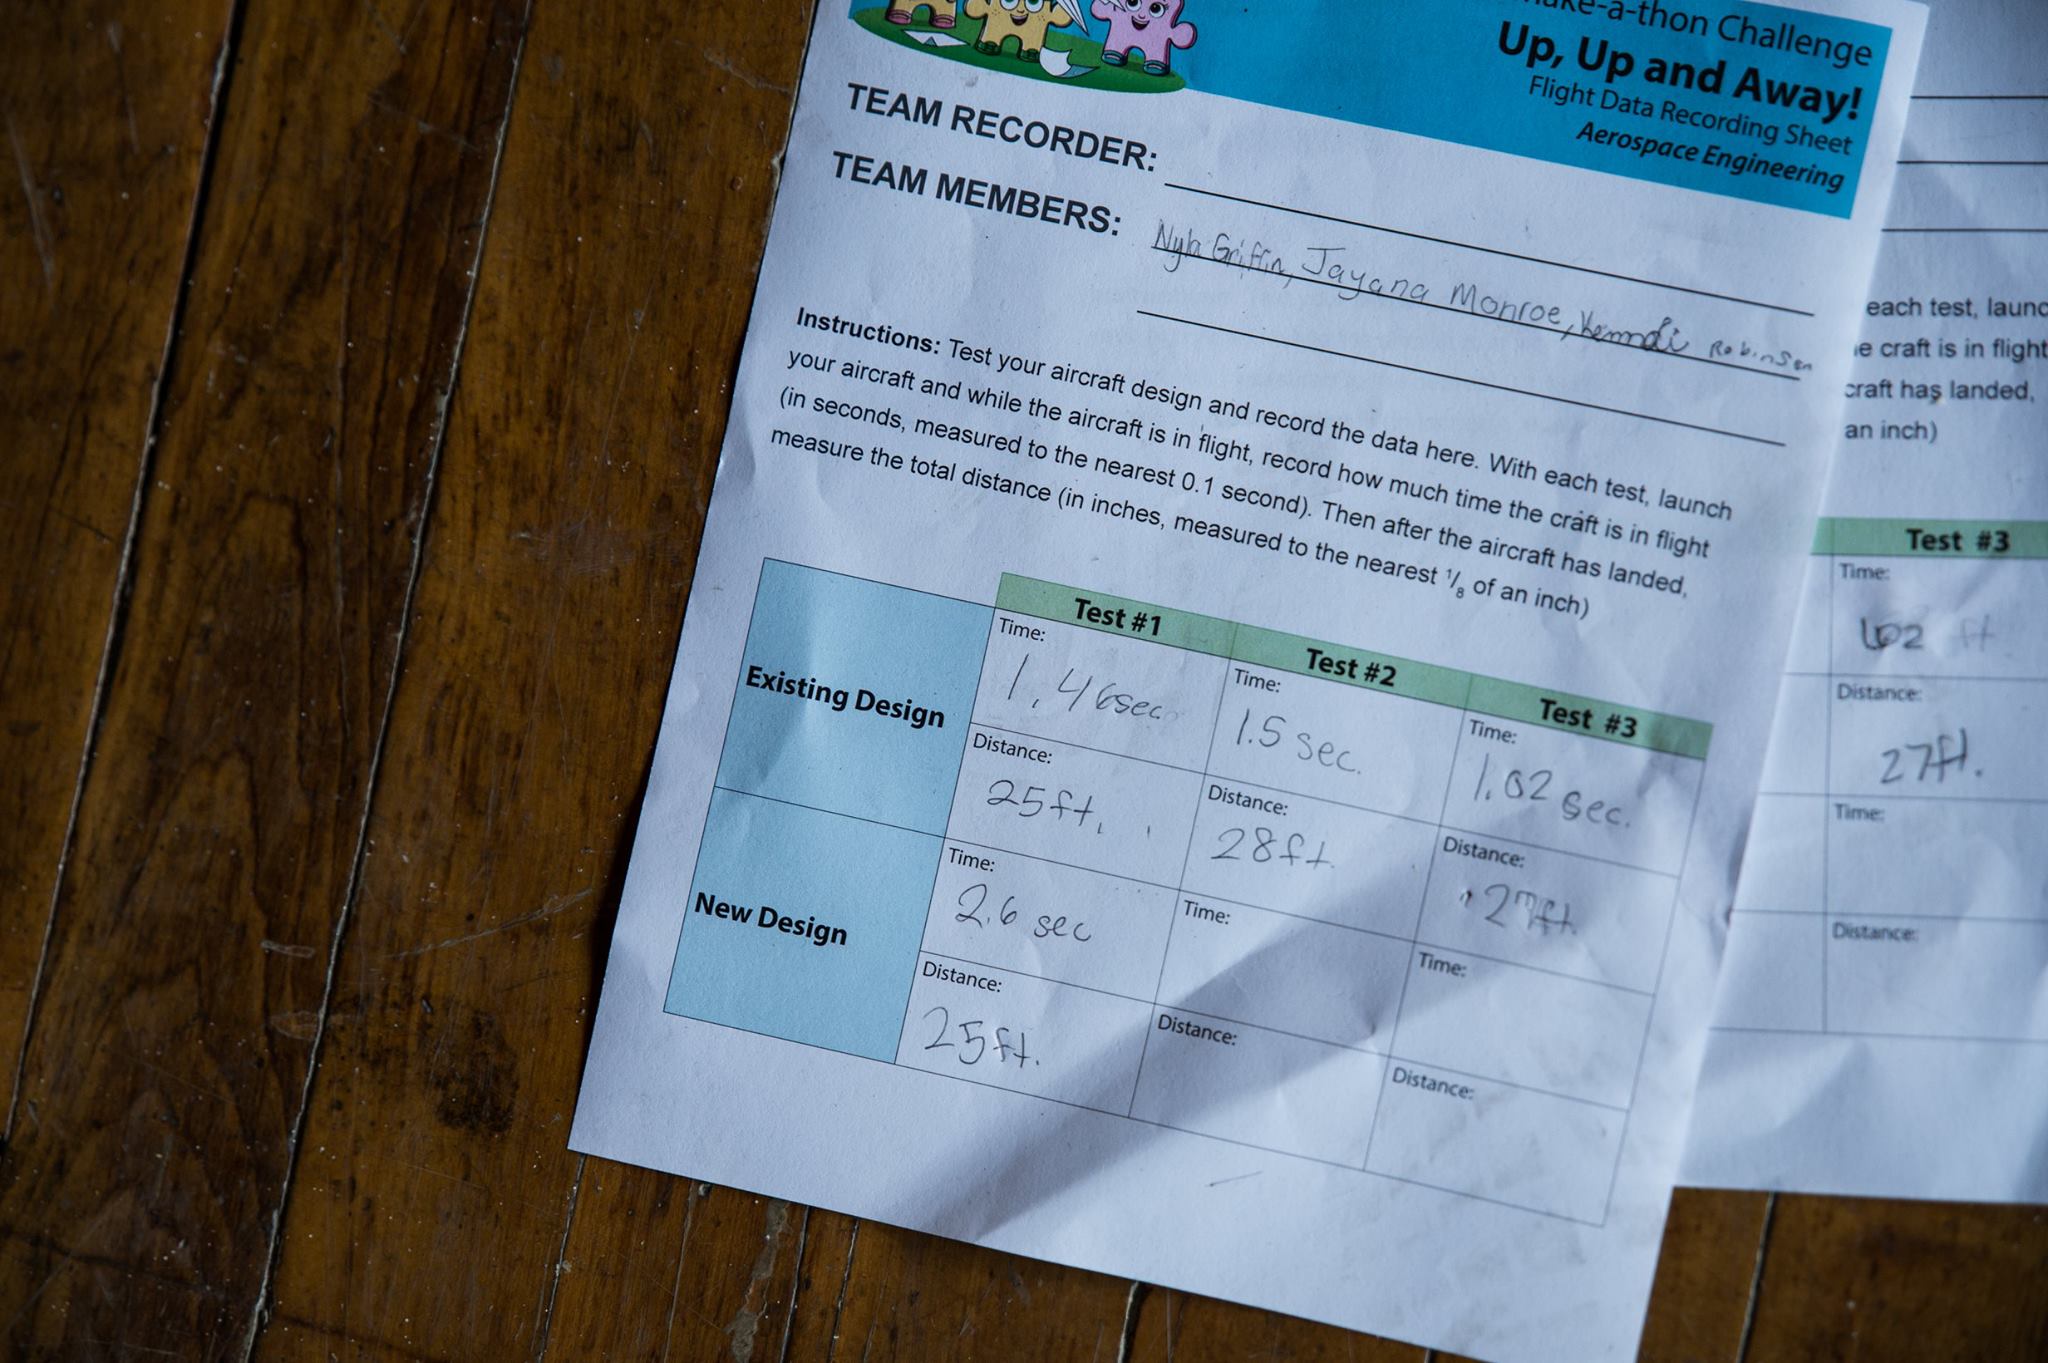 ke-a-thon Challenge
Up, Up and Away!
Flight Data Recording Sheet
Aerospace Engineering
TEAM RECORDER:
TEAM MEMBERS: Nyla Griffin, Jayana Monroe, Robinson
Instructions: Test your aircraft design and record the data here. With each test, launch
your aircraft and while the aircraft is in flight, record how much time the craft is in flight
(in seconds, measured to the nearest 0.1 second). Then after the aircraft has landed,
measure the total distance (in inches, measured to the nearest 1/8 of an inch)
Test #1
Test #2
Test #3
Existing Design
Time:
1.46sec
Time:
1.5 sec.
Time:
1.02 sec.
Distance:
25ft.
Distance:
28ft.
Distance:
27ft.
New Design
Time:
2.6 sec
Time:
Time:
Distance:
25ft.
Distance:
Distance:
each test, launc
e craft is in flight
craft has landed,
an inch)
Test #3
Time:
Distance:
27ft.
Time:
Distance: